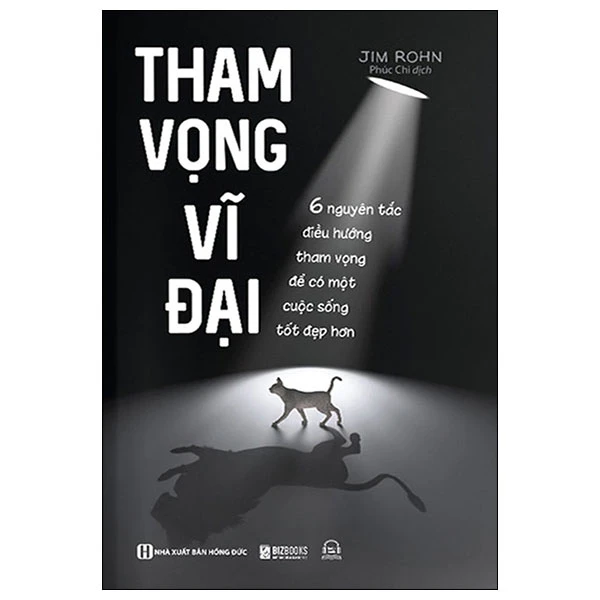 JIM ROHN
Phúc Chi dịch
THAM
VỌNG
VĨ
ĐẠI
6 nguyên tắc
điều hướng
tham vọng
để có một
cuộc sống
tốt đẹp hơn
NHÀ XUẤT BẢN HỒNG ĐỨC
BIZBOOKS